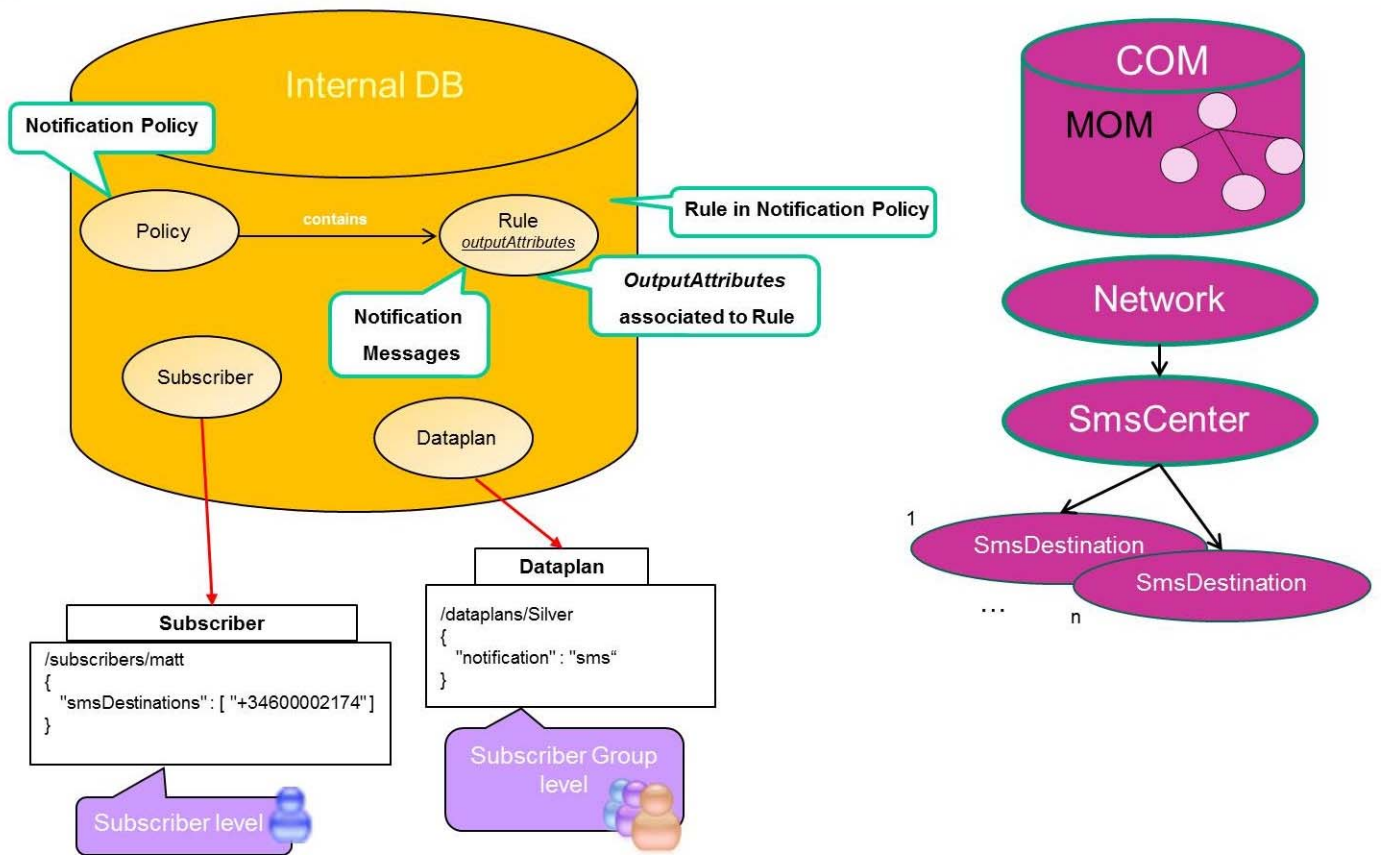 Internal DB
Notification Policy
Policy
contains
Rule
outputAttributes
Rule in Notification Policy
Notification
Messages
OutputAttributes
associated to Rule
Subscriber
Dataplan
Subscriber
/subscribers/matt
{
"smsDestinations" : [ "+34600002174" ]
}
Subscriber level
Dataplan
/dataplans/Silver
{
"notification" : "sms“
}
Subscriber Group
level
COM
MOM
Network
SmsCenter
1
SmsDestination
SmsDestination
...
n